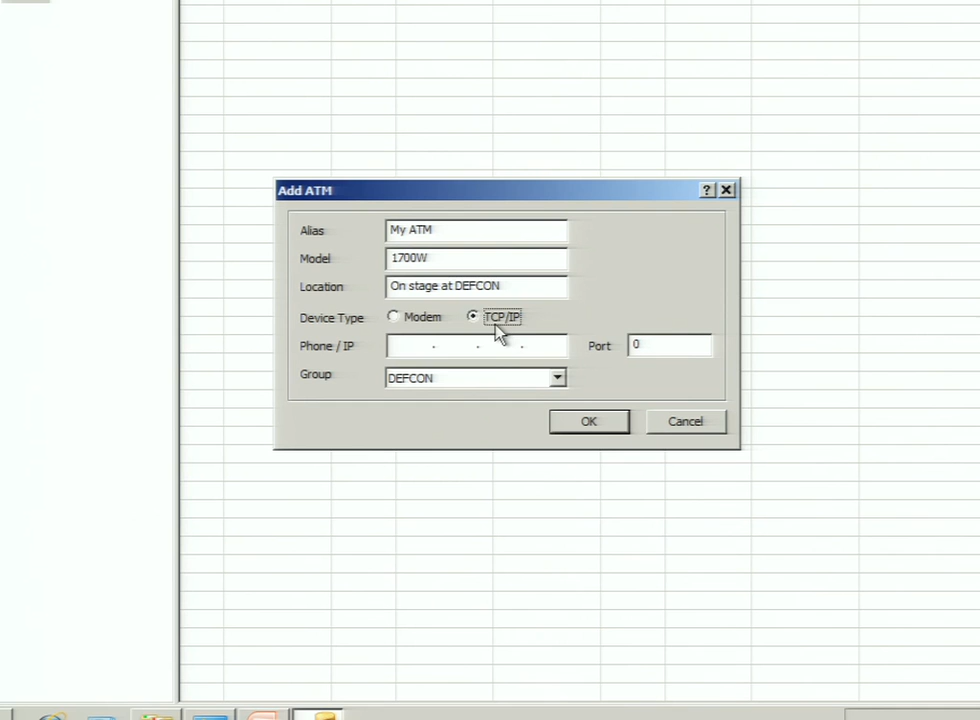 Add ATM
Alias My ATM
Model 1700W
Location On stage at DEFCON
Device Type Modem TCP/IP
Phone / IP . . . Port 0
Group DEFCON
OK Cancel